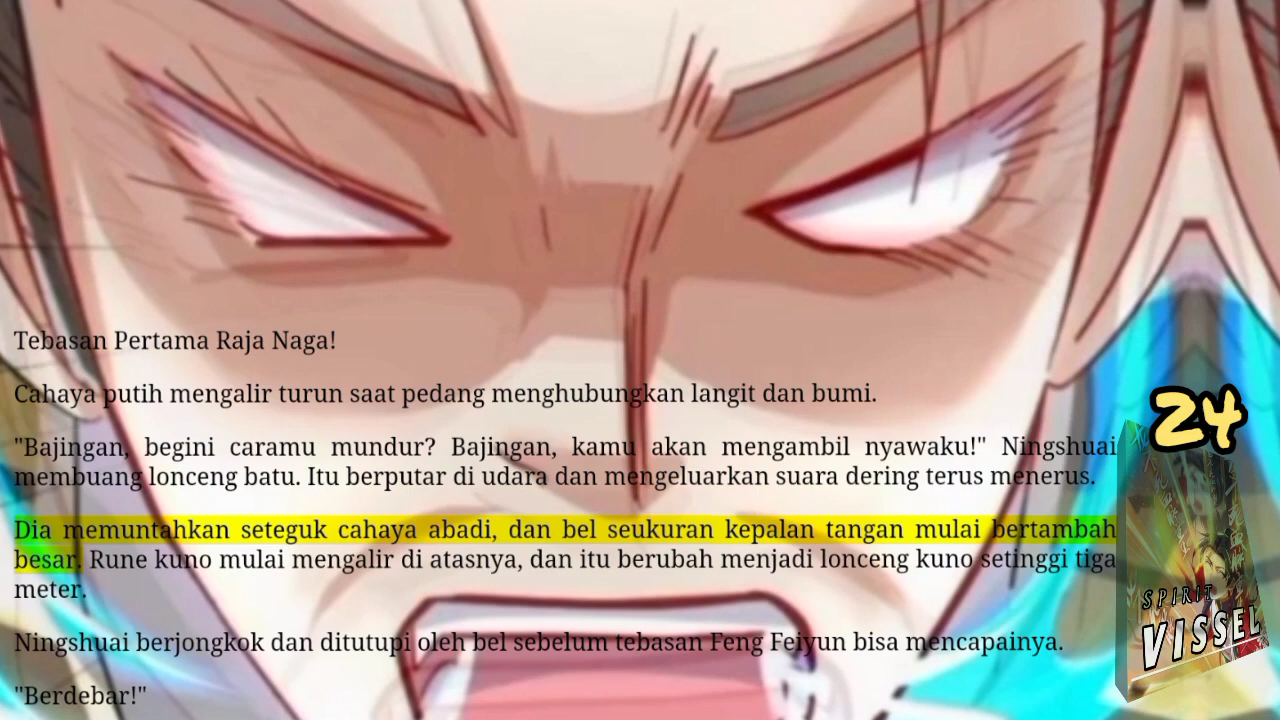 Tebasan Pertama Raja Naga!
Cahaya putih mengalir turun saat pedang menghubungkan langit dan bumi.
"Bajingan, begini caramu mundur? Bajingan, kamu akan mengambil nyawaku!" Ningshuai
membuang lonceng batu. Itu berputar di udara dan mengeluarkan suara dering terus menerus.
Dia memuntahkan seteguk cahaya abadi, dan bel seukuran kepalan tangan mulai bertambah
besar. Rune kuno mulai mengalir di atasnya, dan itu berubah menjadi lonceng kuno setinggi tiga
meter.
Ningshuai berjongkok dan ditutupi oleh bel sebelum tebasan Feng Feiyun bisa mencapainya.
"Berdebar!"
24
SPIRIT
VISSEL